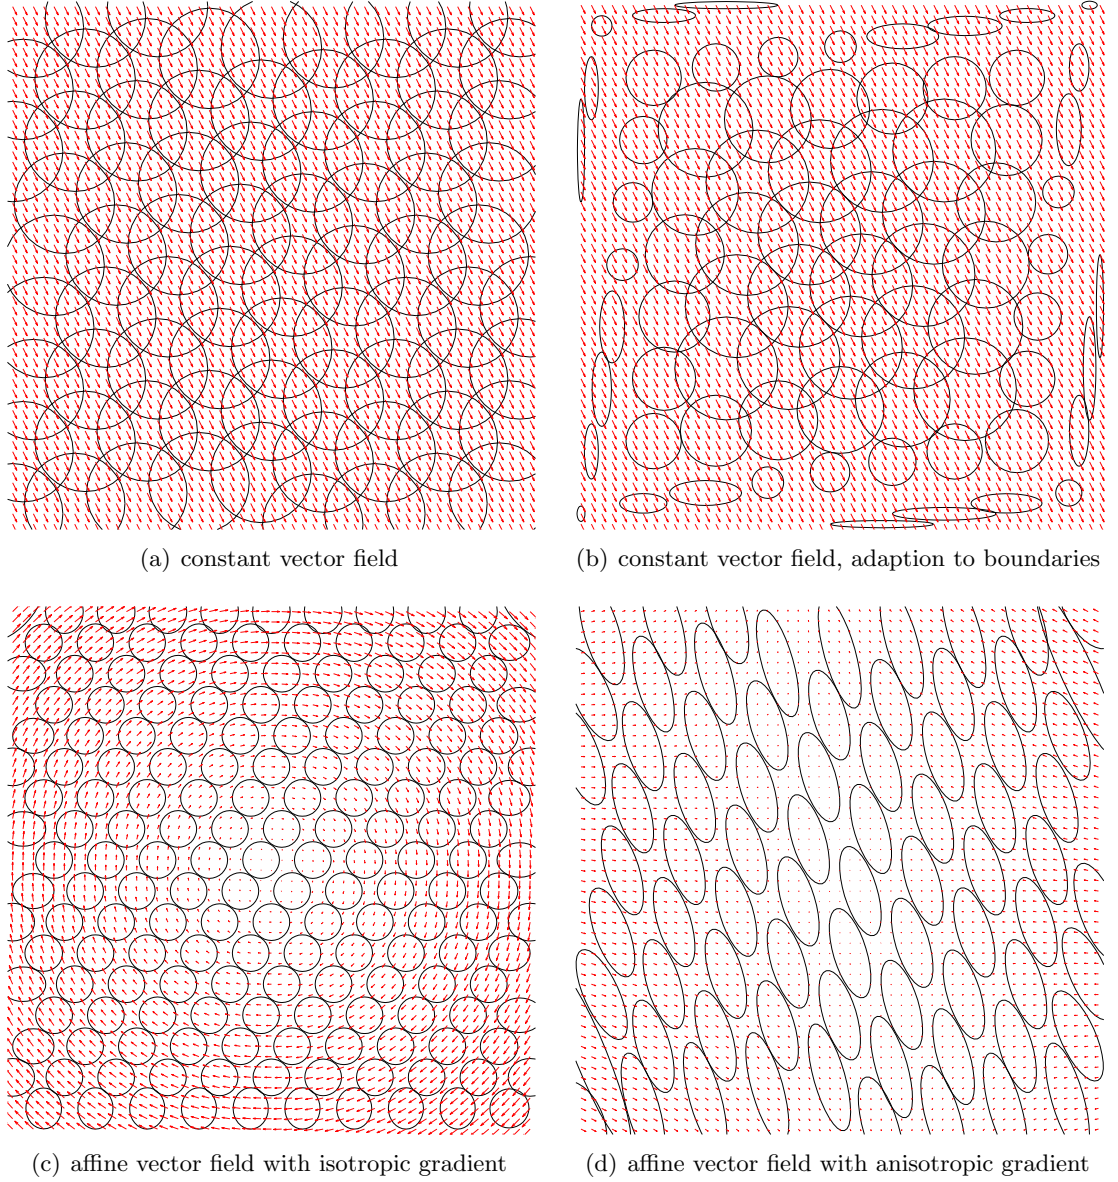 (a) constant vector field
(b) constant vector field, adaption to boundaries
(c) affine vector field with isotropic gradient
(d) affine vector field with anisotropic gradient